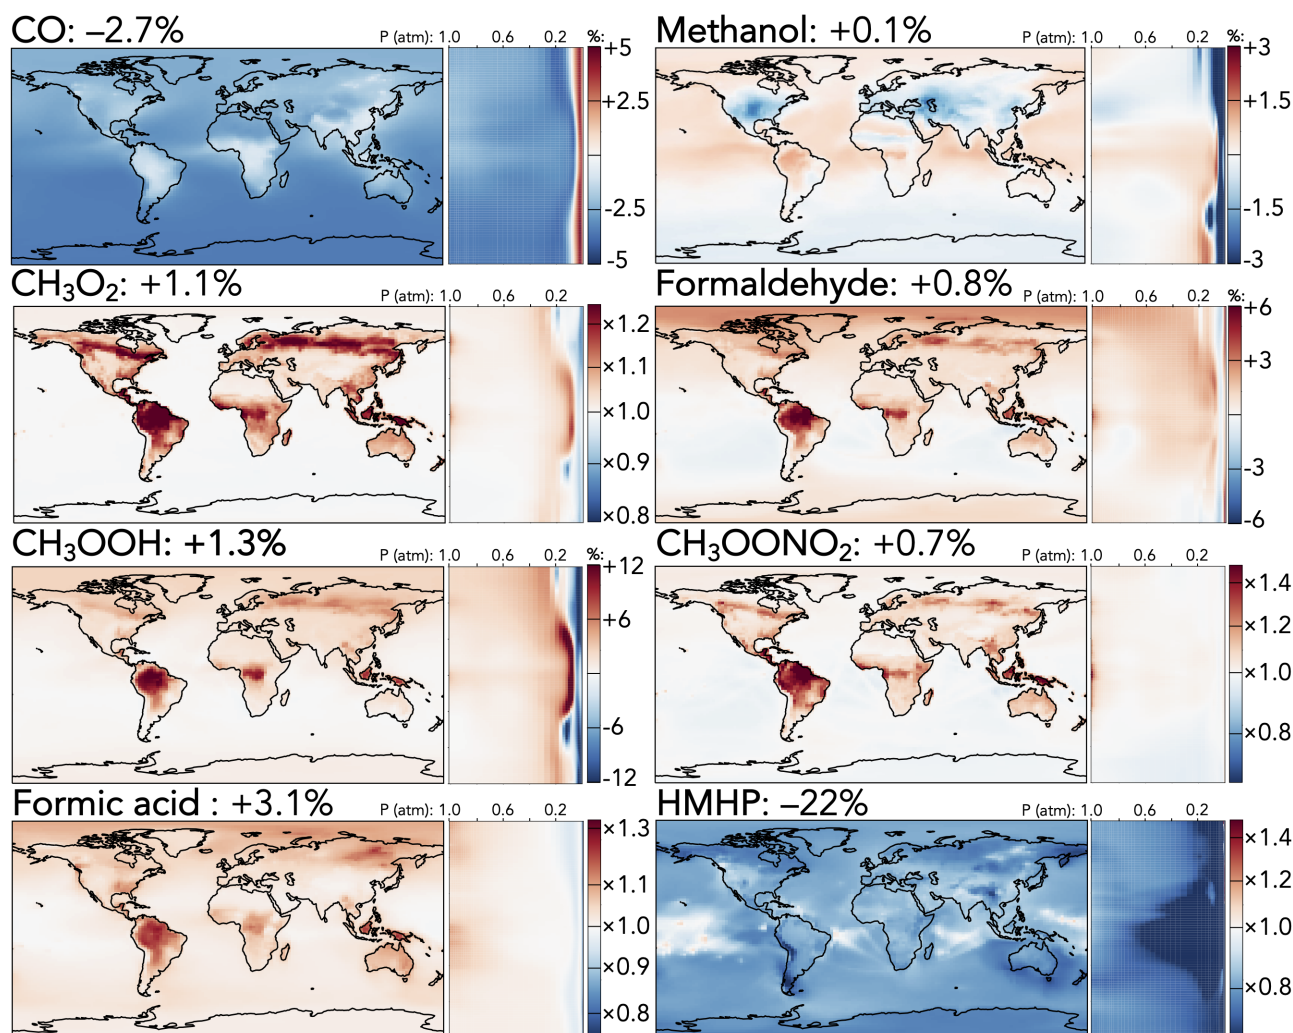 CO: –2.7%
P (atm): 1.0 0.6 0.2 %:
+5
+2.5
-2.5
-5
Methanol: +0.1%
P (atm): 1.0 0.6 0.2 %:
+3
+1.5
-1.5
-3
CH₃O₂: +1.1%
P (atm): 1.0 0.6 0.2
×1.2
×1.1
×1.0
×0.9
×0.8
Formaldehyde: +0.8%
P (atm): 1.0 0.6 0.2 %:
+6
+3
-3
-6
CH₃OOH: +1.3%
P (atm): 1.0 0.6 0.2 %:
+12
+6
-6
-12
CH₃OONO₂: +0.7%
P (atm): 1.0 0.6 0.2
×1.4
×1.2
×1.0
×0.8
Formic acid : +3.1%
P (atm): 1.0 0.6 0.2
×1.3
×1.1
×1.0
×0.9
×0.8
HMHP: –22%
P (atm): 1.0 0.6 0.2
×1.4
×1.2
×1.0
×0.8